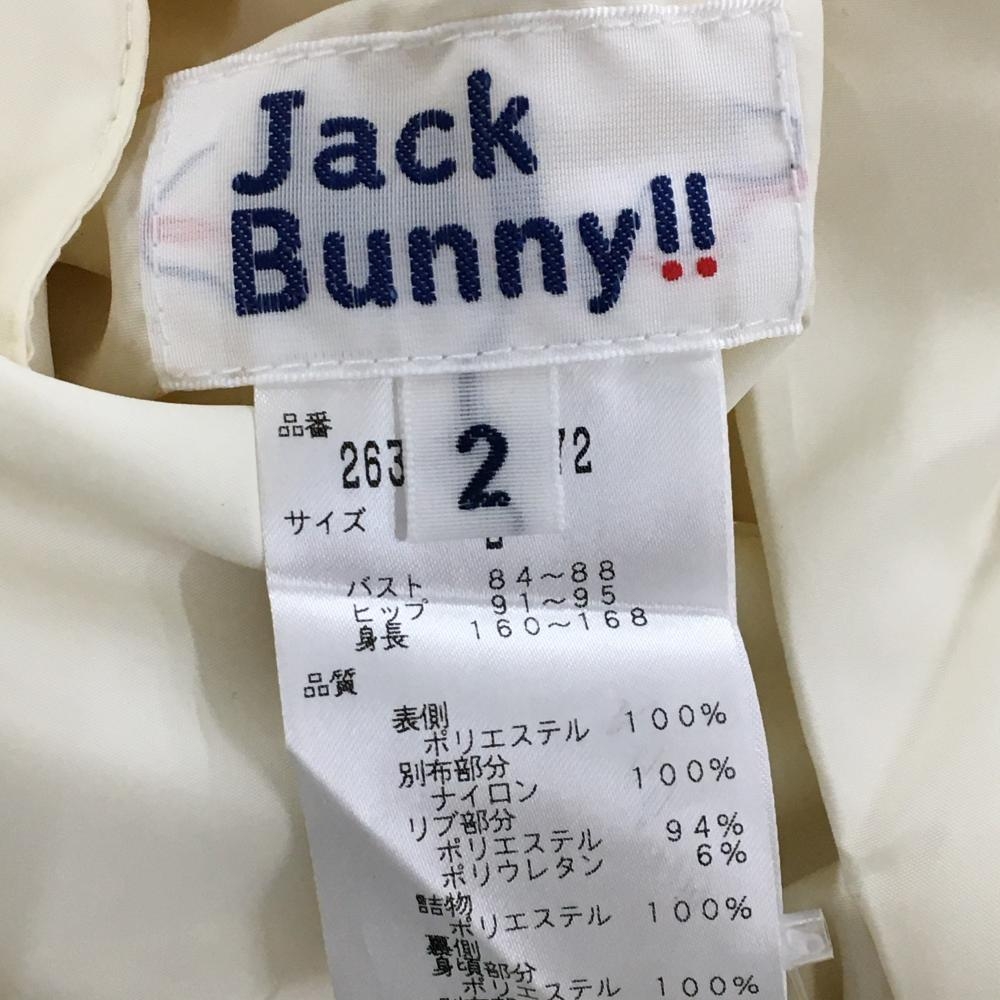 Jack
Bunny!!
品番
263
2
72
サイズ
バスト 84~88
ヒップ 91~95
身長 160~168
品質
表側
ポリエステル 100%
別布部分
ナイロン 100%
リブ部分
ポリエステル 94%
ポリウレタン 6%
詰物
ポリエステル 100%
裏側
身頃部分
ポリエステル 100%
別布部分